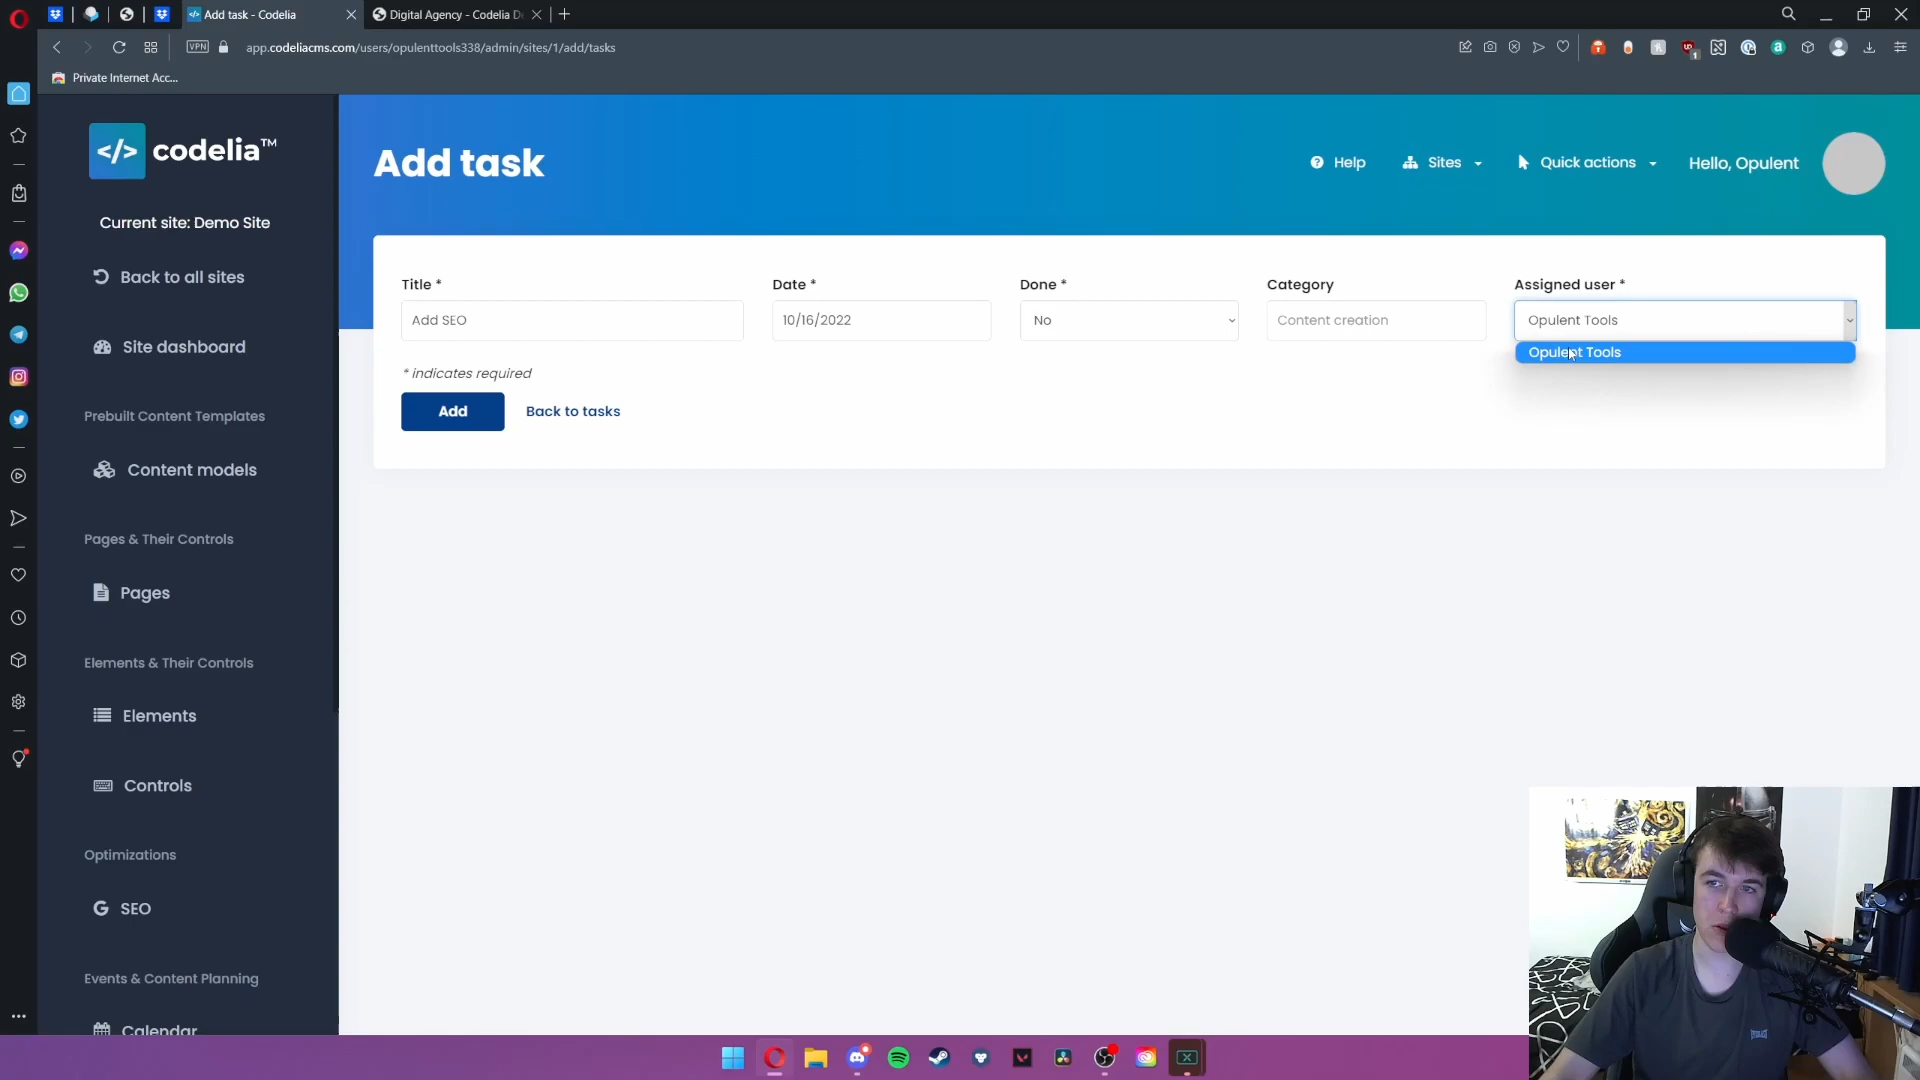 Add task - Codelia
Digital Agency - Codelia D
VPN
app.codeliacms.com/users/opulenttools338/admin/sites/1/add/tasks
Private Internet Acc...
</> codelia™
Current site: Demo Site
Back to all sites
Site dashboard
Prebuilt Content Templates
Content models
Pages & Their Controls
Pages
Elements & Their Controls
Elements
Controls
Optimizations
SEO
Events & Content Planning
Calendar
Add task
Help
Sites
Quick actions
Hello, Opulent
Title *
Date *
Done *
Category
Assigned user *
Add SEO
10/16/2022
No
Content creation
Opulent Tools
Opulent Tools
* indicates required
Add
Back to tasks